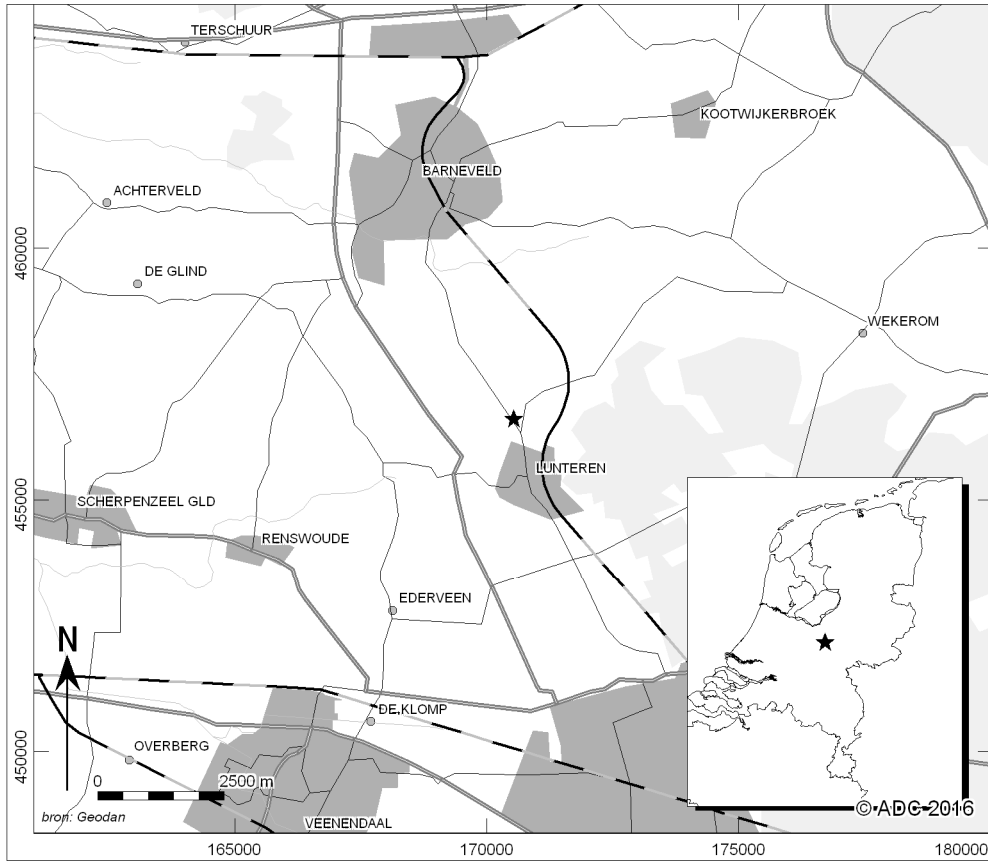 TERSCHUUR
KOOTWIJKERBROEK
BARNEVELD
ACHTERVELD
460000
DE GLIND
WEKEROM
LUNTEREN
455000
SCHERPENZEEL GLD
RENSWOUDE
EDERVEEN
N
DE KLOMP
OVERBERG
450000
0 2500 m
bron: Geodan
VEENENDAAL
© ADC 2016
165000 170000 175000 180000